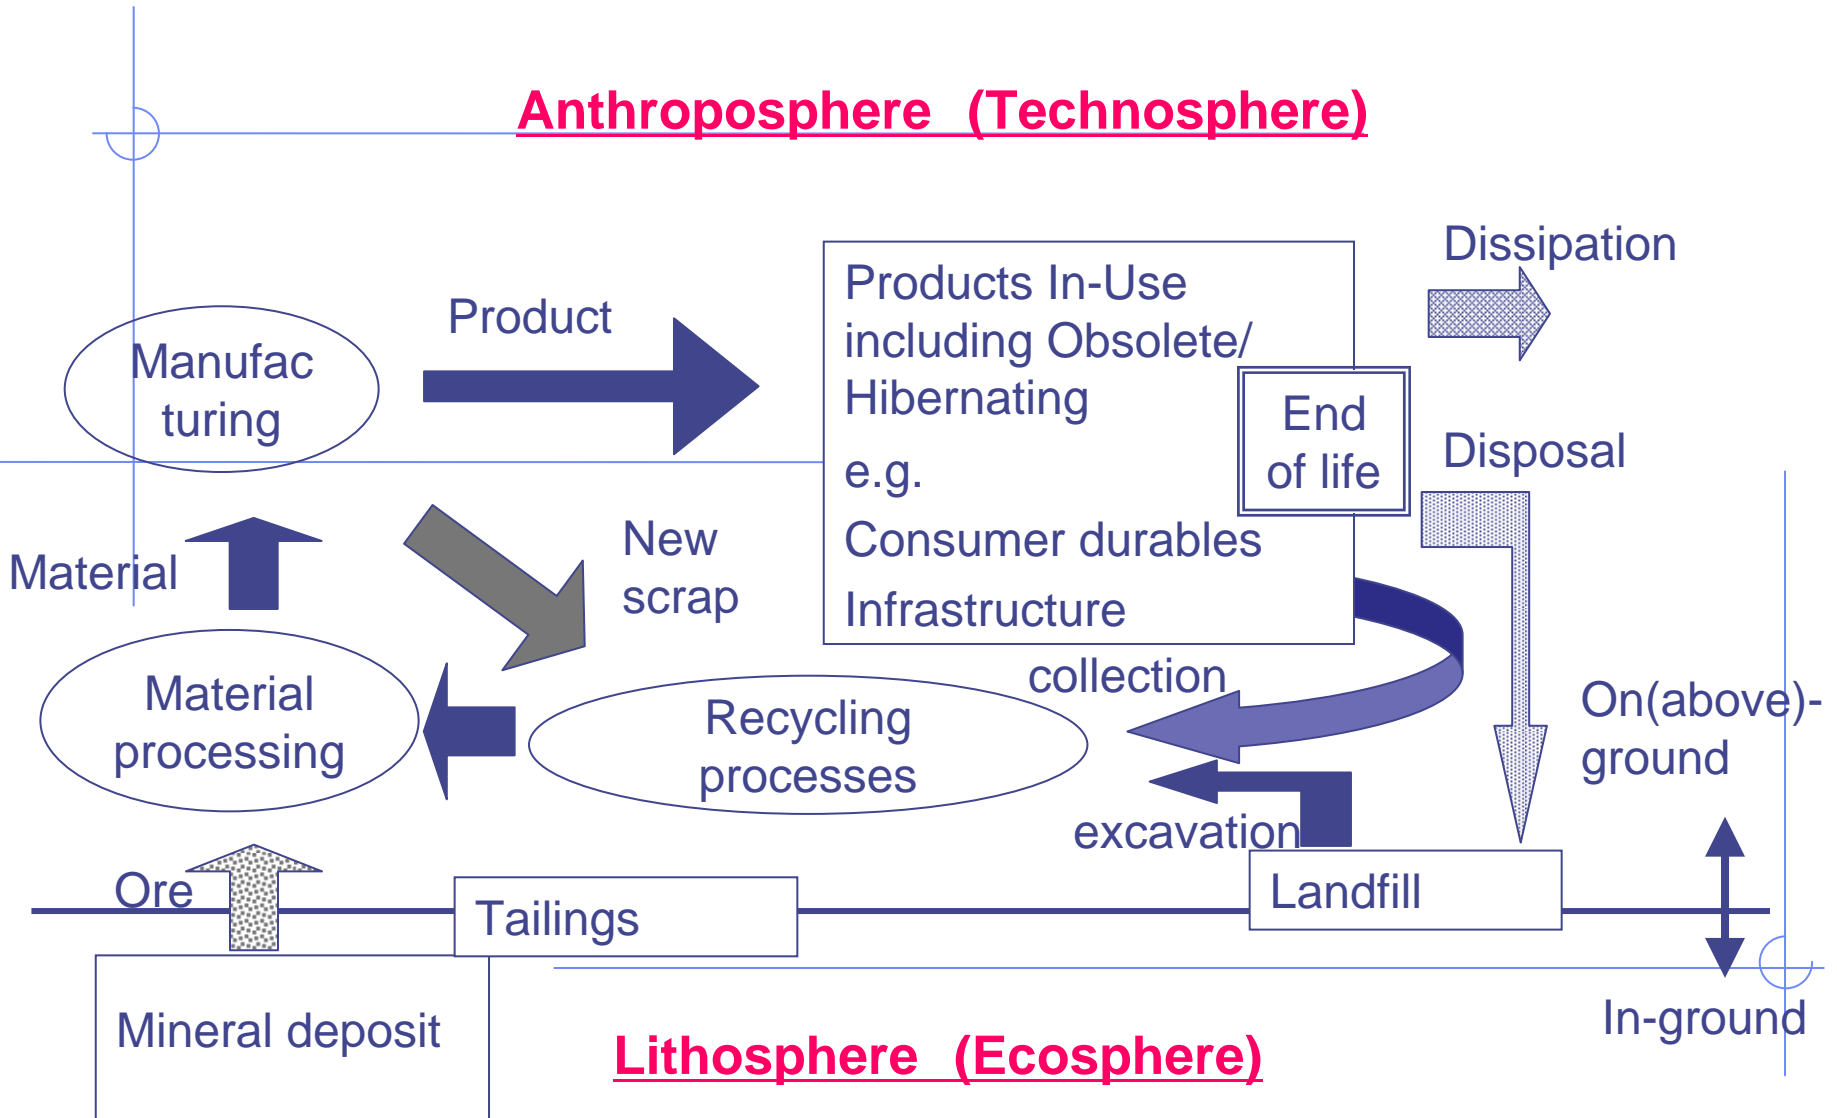 Anthroposphere (Technosphere)
Dissipation
Products In-Use
including Obsolete/
Hibernating
e.g.
Consumer durables
Infrastructure
Product
Manufac
turing
End
of life
Disposal
New
scrap
Material
collection
Material
processing
Recycling
processes
On(above)-
ground
excavation
Ore
Tailings
Landfill
Mineral deposit
In-ground
Lithosphere (Ecosphere)